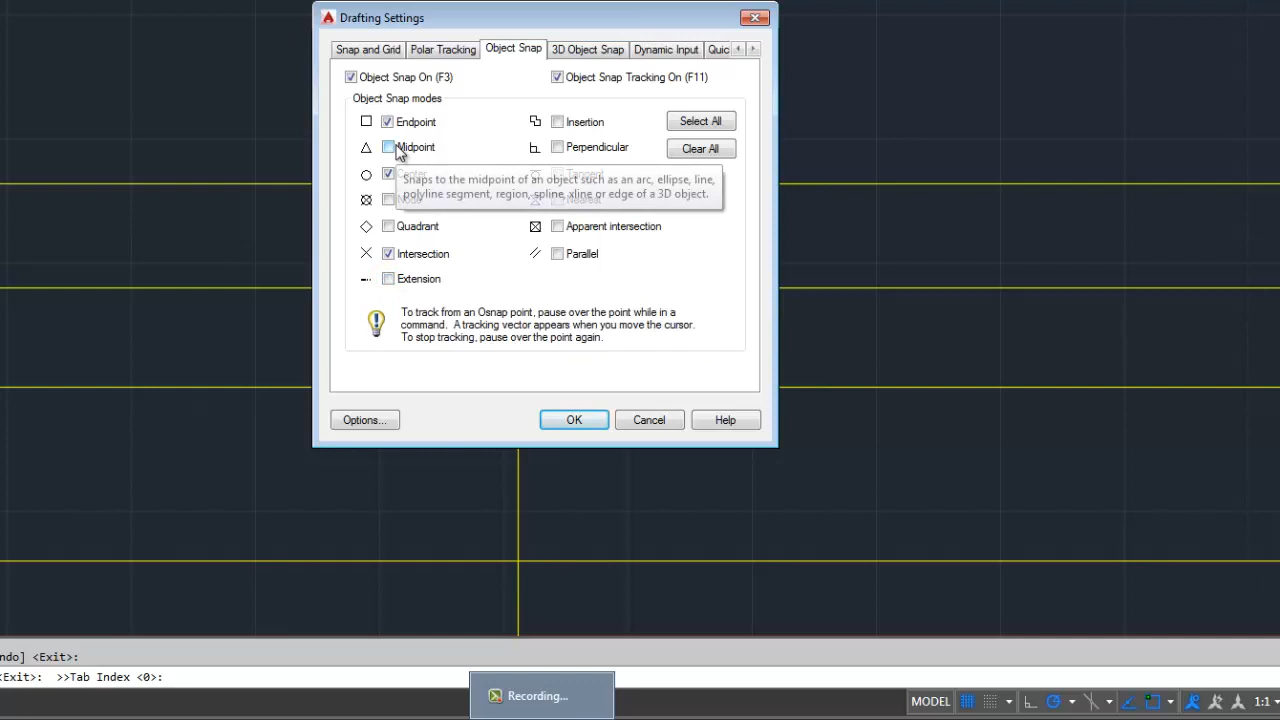 Drafting Settings
Snap and Grid Polar Tracking Object Snap 3D Object Snap Dynamic Input Quic
Object Snap On (F3) Object Snap Tracking On (F11)
Object Snap modes
Endpoint Insertion Select All
Midpoint Perpendicular Clear All
Center Tangent
Snaps to the midpoint of an object such as an arc, ellipse, line,
polyline segment, region, spline, xline or edge of a 3D object.
Node Nearest
Quadrant Apparent intersection
Intersection Parallel
Extension
To track from an Osnap point, pause over the point while in a
command. A tracking vector appears when you move the cursor.
To stop tracking, pause over the point again.
Options... OK Cancel Help
ndo] <Exit>:
<Exit>: >>Tab Index <0>:
Recording...
MODEL 1:1